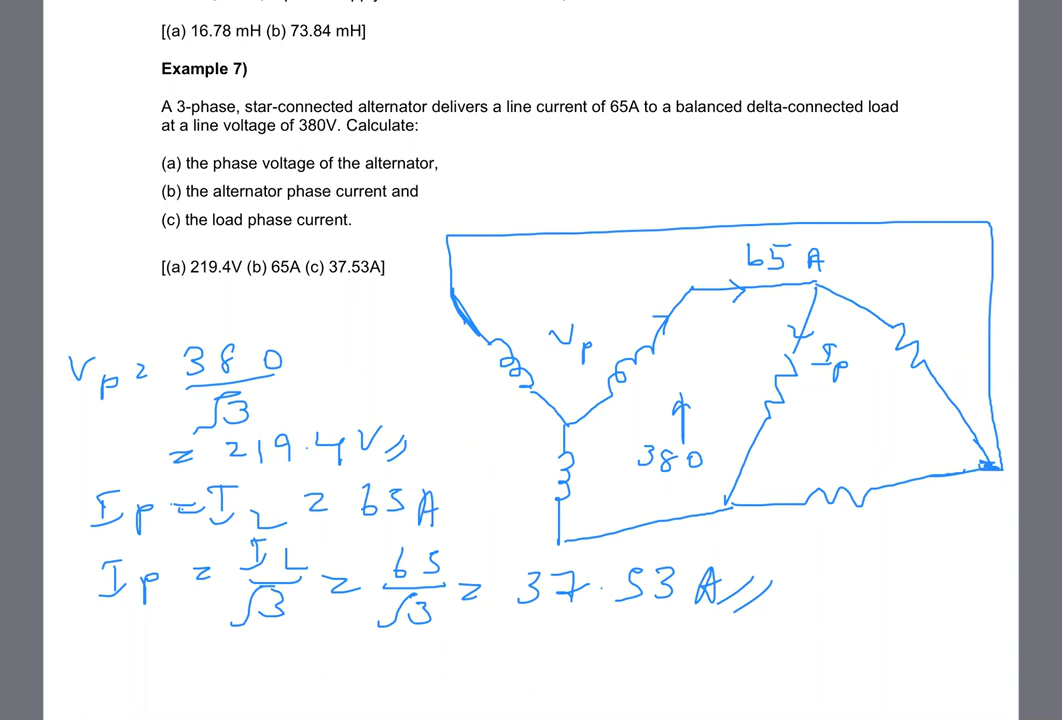 [(a) 16.78 mH (b) 73.84 mH]
Example 7)
A 3-phase, star-connected alternator delivers a line current of 65A to a balanced delta-connected load
at a line voltage of 380V. Calculate:
(a) the phase voltage of the alternator,
(b) the alternator phase current and
(c) the load phase current.
[(a) 219.4V (b) 65A (c) 37.53A]
65 A
Vp
Ip
380
Vp = 380/√3
= 219.4V
Ip = IL = 65A
Ip = IL/√3 = 65/√3 = 37.53 A